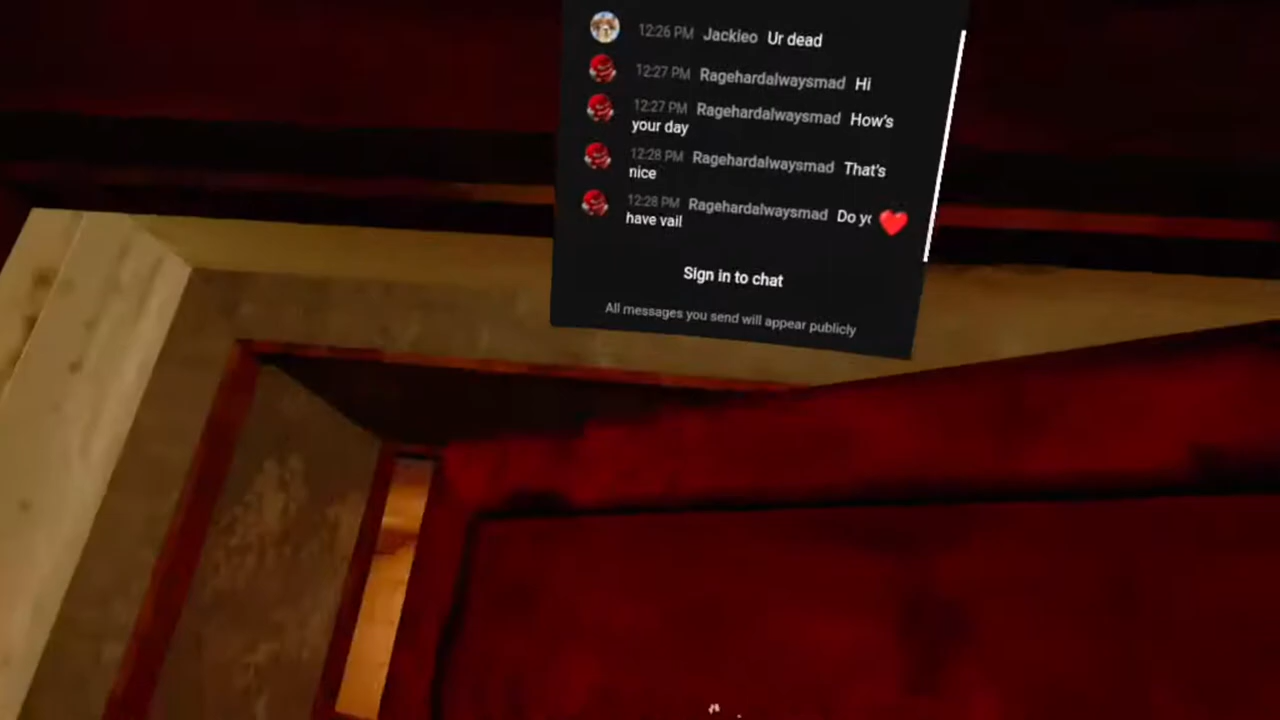 12:26 PM Jackieo Ur dead
12:27 PM Ragehardalwaysmad Hi
12:27 PM Ragehardalwaysmad How's
your day
12:28 PM Ragehardalwaysmad That's
nice
12:28 PM Ragehardalwaysmad Do
have vail
Sign in to chat
All messages you send will appear publicly